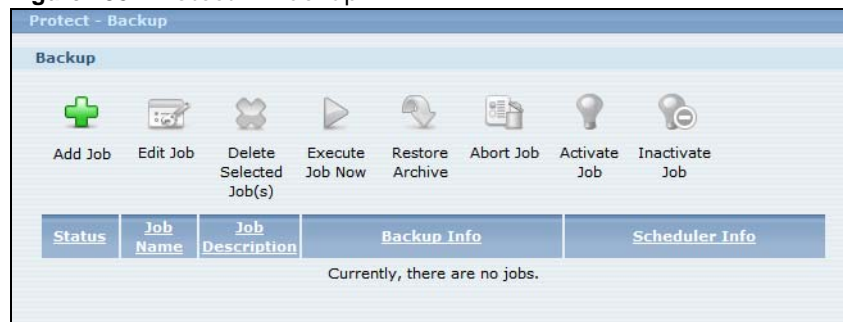 Protect - Backup
Backup
Add Job
Edit Job
Delete
Selected
Job(s)
Execute
Job Now
Restore
Archive
Abort Job
Activate
Job
Inactivate
Job
Status
Job
Name
Job
Description
Backup Info
Scheduler Info
Currently, there are no jobs.